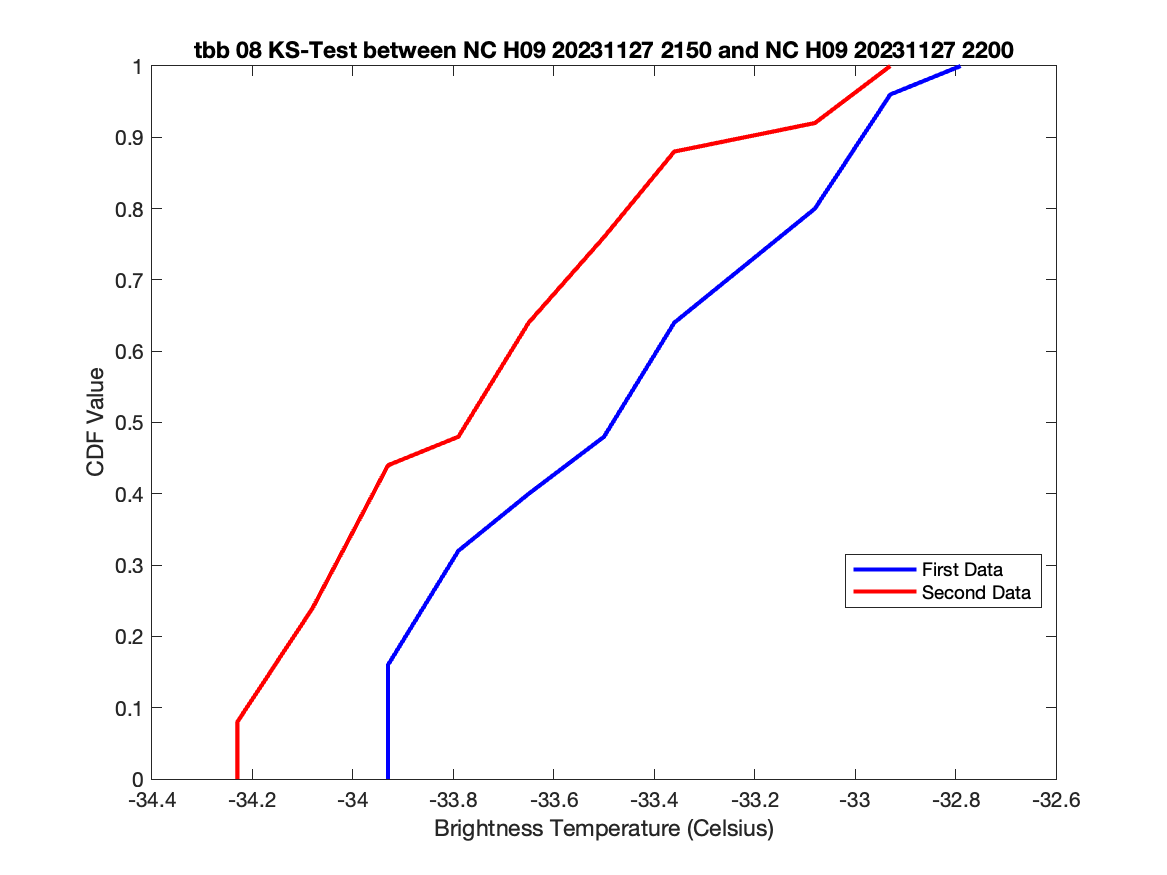 tbb 08 KS-Test between NC H09 20231127 2150 and NC H09 20231127 2200
1
0.9
0.8
0.7
0.6
0.5
0.4
0.3
0.2
0.1
0
CDF Value
First Data
Second Data
-34.4 -34.2 -34 -33.8 -33.6 -33.4 -33.2 -33 -32.8 -32.6
Brightness Temperature (Celsius)